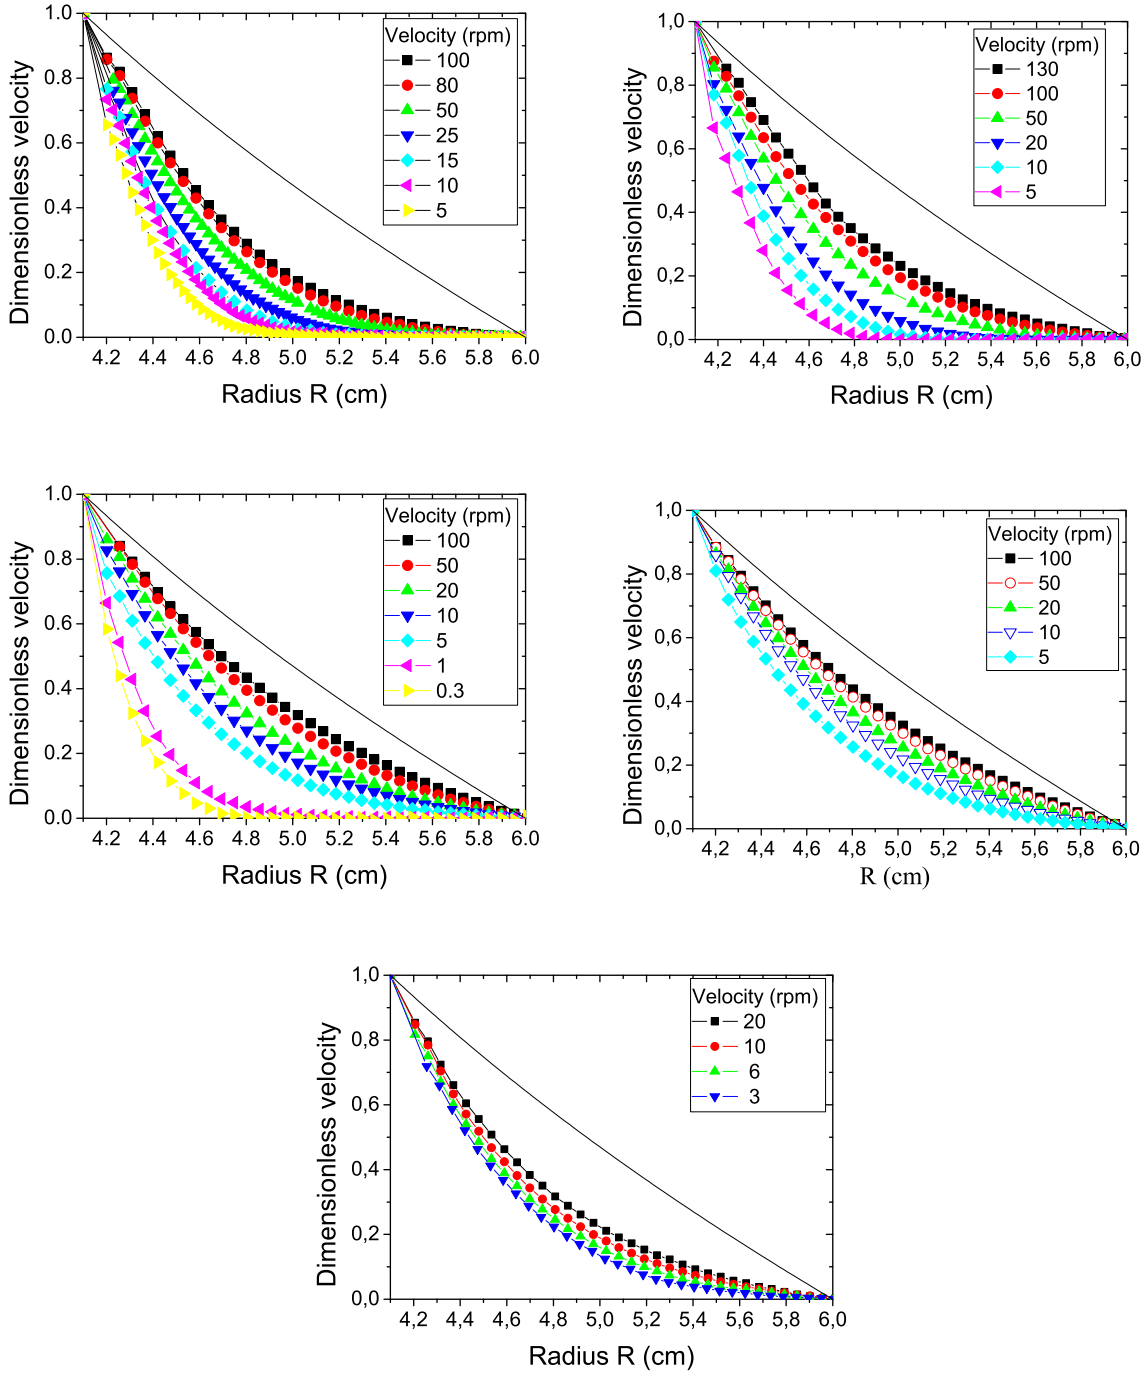 Dimensionless velocity
1.0
0.8
0.6
0.4
0.2
0.0
Velocity (rpm)
100
80
50
25
15
10
5
4.2 4.4 4.6 4.8 5.0 5.2 5.4 5.6 5.8 6.0
Radius R (cm)
Dimensionless velocity
1,0
0,8
0,6
0,4
0,2
0,0
Velocity (rpm)
130
100
50
20
10
5
4,2 4,4 4,6 4,8 5,0 5,2 5,4 5,6 5,8 6,0
Radius R (cm)
Dimensionless velocity
1.0
0.8
0.6
0.4
0.2
0.0
Velocity (rpm)
100
50
20
10
5
1
0.3
4.2 4.4 4.6 4.8 5.0 5.2 5.4 5.6 5.8 6.0
Radius R (cm)
Dimensionless velocity
1,0
0,8
0,6
0,4
0,2
0,0
Velocity (rpm)
100
50
20
10
5
4,2 4,4 4,6 4,8 5,0 5,2 5,4 5,6 5,8 6,0
R (cm)
Dimensionless velocity
1,0
0,8
0,6
0,4
0,2
0,0
Velocity (rpm)
20
10
6
3
4,2 4,4 4,6 4,8 5,0 5,2 5,4 5,6 5,8 6,0
Radius R (cm)